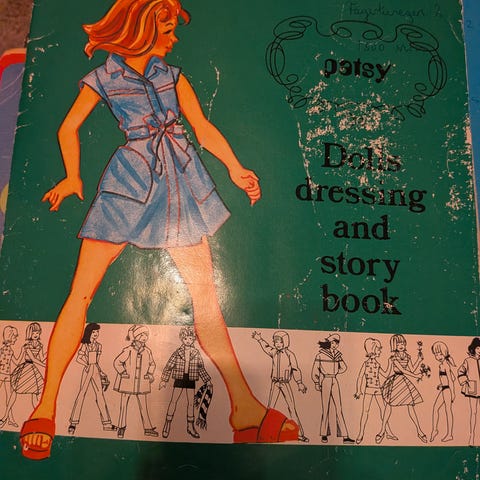 patsy
Dolls
dressing
and
story
book